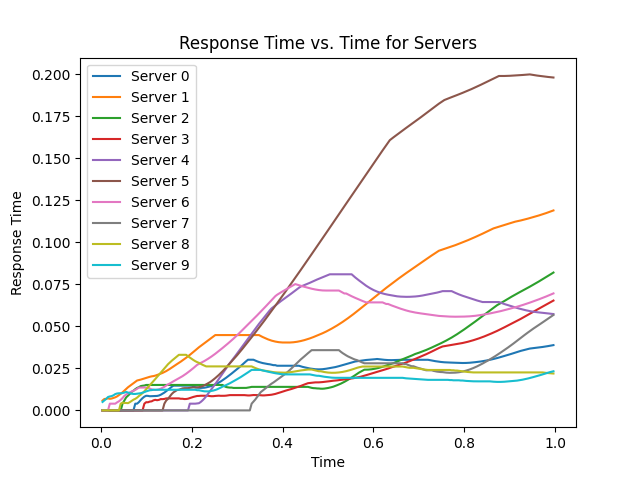 Response Time vs. Time for Servers
Response Time
0.200
0.175
0.150
0.125
0.100
0.075
0.050
0.025
0.000
Server 0
Server 1
Server 2
Server 3
Server 4
Server 5
Server 6
Server 7
Server 8
Server 9
0.0 0.2 0.4 0.6 0.8 1.0
Time